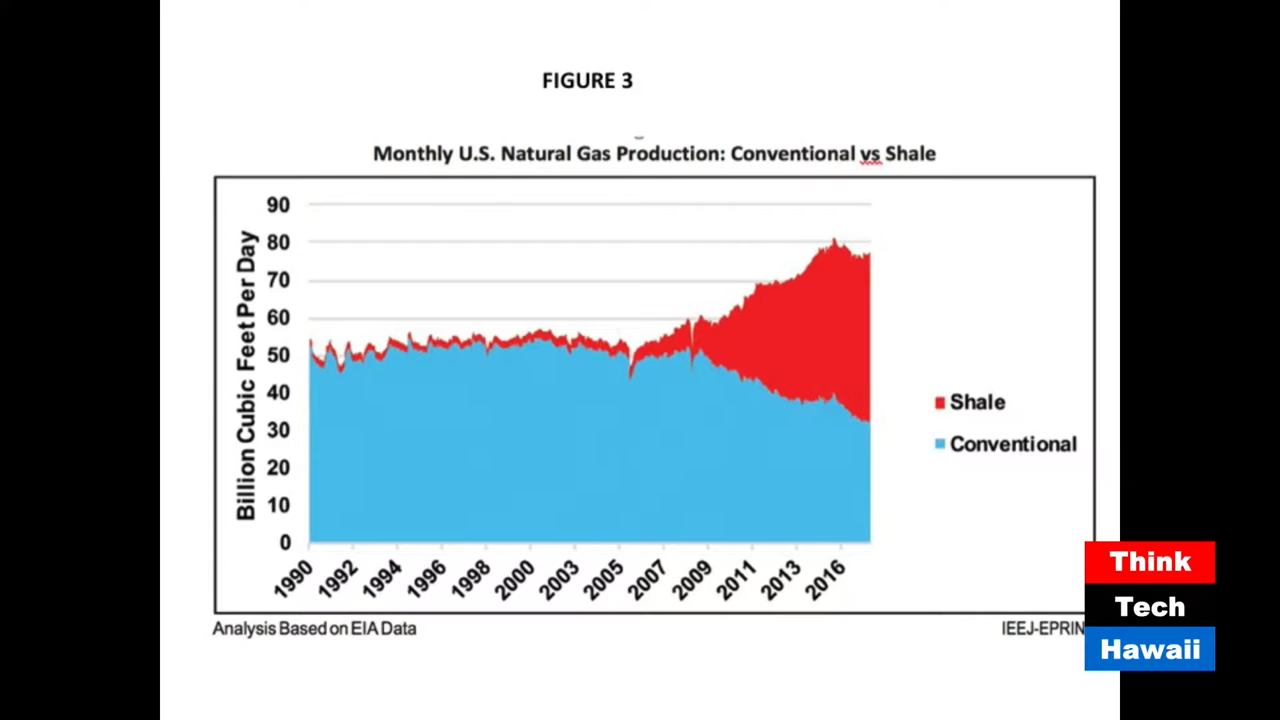 FIGURE 3
Monthly U.S. Natural Gas Production: Conventional vs Shale
Billion Cubic Feet Per Day
90
80
70
60
50
40
30
20
10
0
1990
1992
1994
1996
1998
2000
2003
2005
2007
2009
2011
2013
2016
Shale
Conventional
Analysis Based on EIA Data
IEEJ-EPRIN
Think
Tech
Hawaii